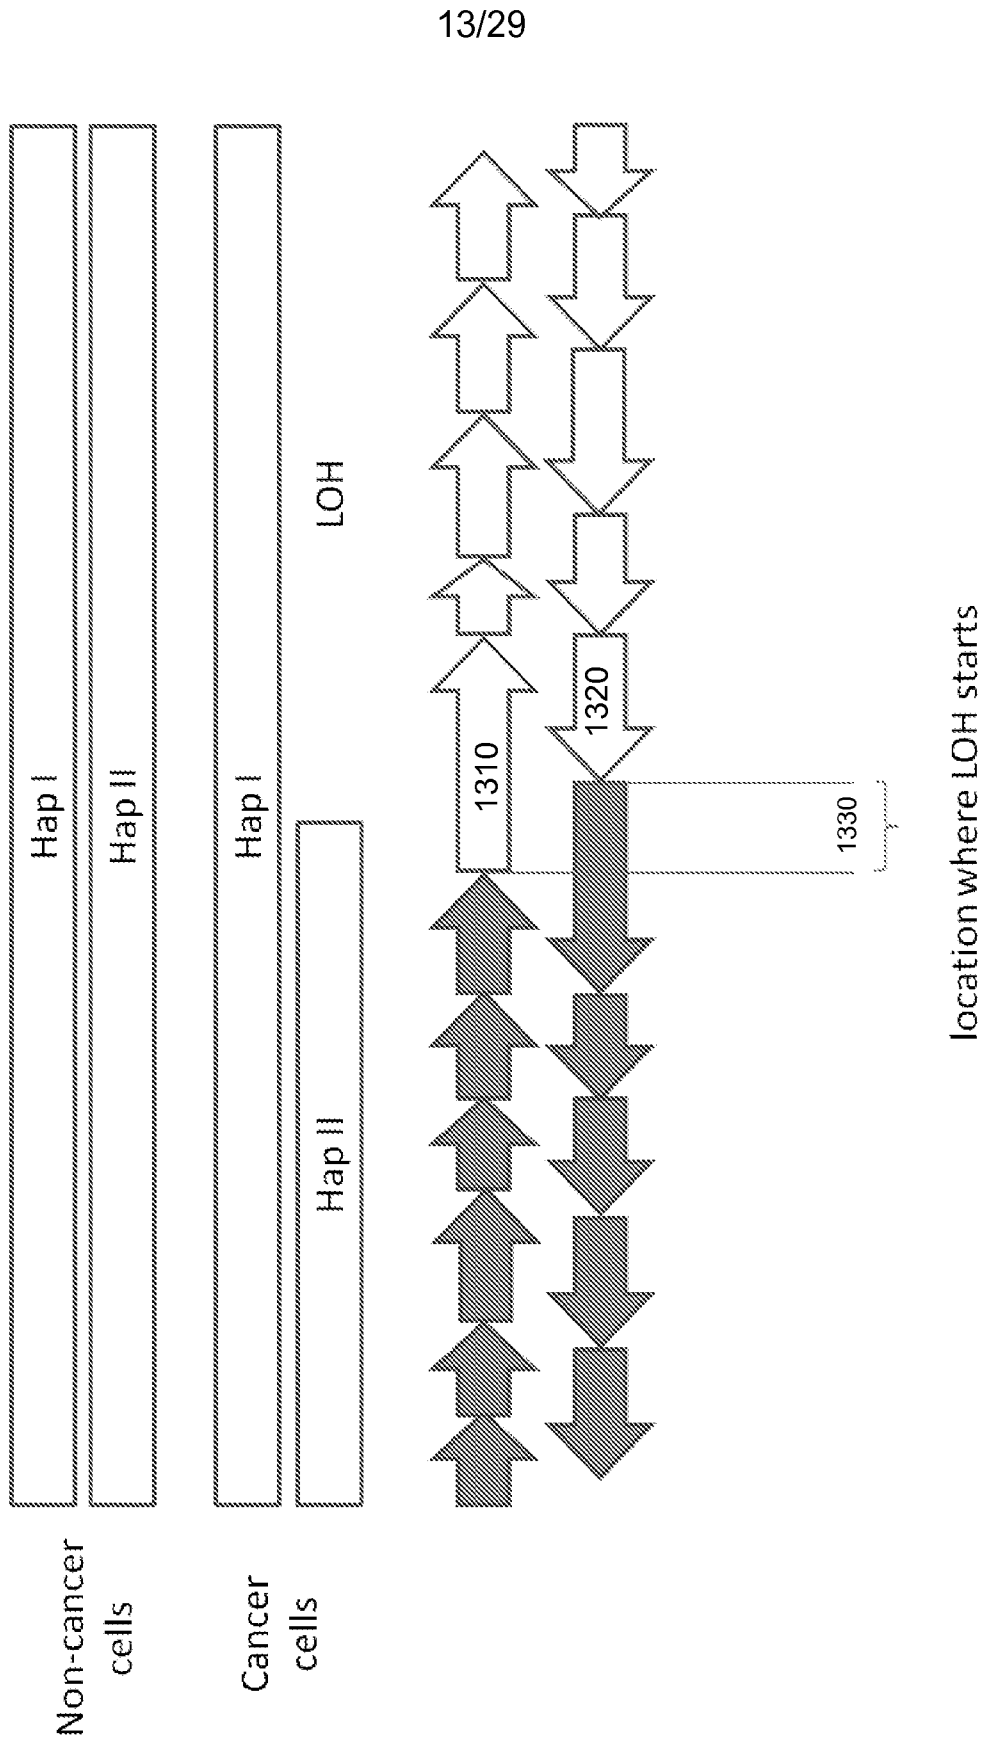 13/29
Non-cancer
cells
Hap I
Hap II
Cancer
cells
Hap I
Hap II
LOH
1310
1320
1330
location where LOH starts